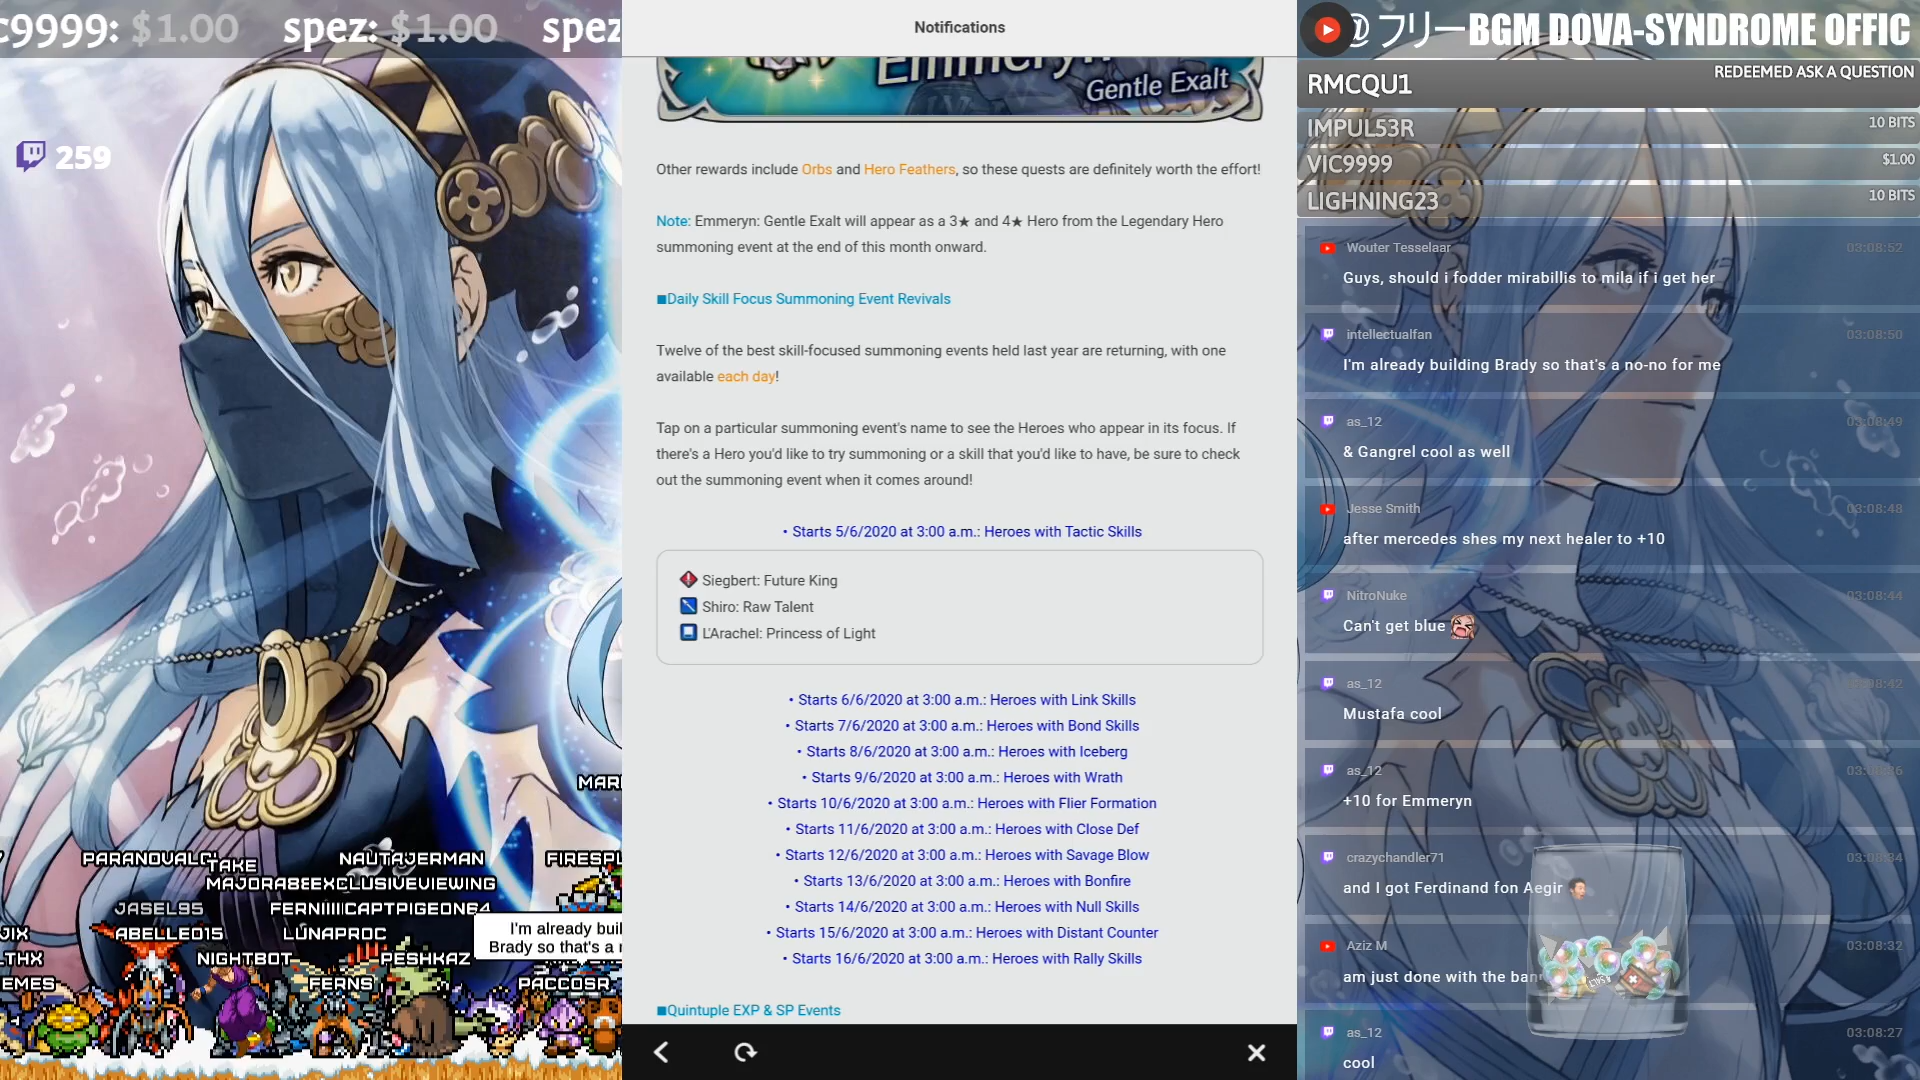 c9999: $1.00 spez: $1.00 spez
259
MARI
PARANOVALO
TAKE
NAUTAJERMAN
FIRESPL
MAJORA8EEXCLUSIVEVIEWING
JASEL95
FERNIIIICAPTPIGEON64
JIX
ABELLE015
LUNAPROC
I'm already buil
Brady so that's a
LTHX
NIGHTBOT
PESHKAZ
EMES
FERNS
PACCOSR
Notifications
Emmeryn
Gentle Exalt
Other rewards include Orbs and Hero Feathers, so these quests are definitely worth the effort!
Note: Emmeryn: Gentle Exalt will appear as a 3★ and 4★ Hero from the Legendary Hero
summoning event at the end of this month onward.
■Daily Skill Focus Summoning Event Revivals
Twelve of the best skill-focused summoning events held last year are returning, with one
available each day!
Tap on a particular summoning event's name to see the Heroes who appear in its focus. If
there's a Hero you'd like to try summoning or a skill that you'd like to have, be sure to check
out the summoning event when it comes around!
• Starts 5/6/2020 at 3:00 a.m.: Heroes with Tactic Skills
Siegbert: Future King
Shiro: Raw Talent
L'Arachel: Princess of Light
• Starts 6/6/2020 at 3:00 a.m.: Heroes with Link Skills
• Starts 7/6/2020 at 3:00 a.m.: Heroes with Bond Skills
• Starts 8/6/2020 at 3:00 a.m.: Heroes with Iceberg
• Starts 9/6/2020 at 3:00 a.m.: Heroes with Wrath
• Starts 10/6/2020 at 3:00 a.m.: Heroes with Flier Formation
• Starts 11/6/2020 at 3:00 a.m.: Heroes with Close Def
• Starts 12/6/2020 at 3:00 a.m.: Heroes with Savage Blow
• Starts 13/6/2020 at 3:00 a.m.: Heroes with Bonfire
• Starts 14/6/2020 at 3:00 a.m.: Heroes with Null Skills
• Starts 15/6/2020 at 3:00 a.m.: Heroes with Distant Counter
• Starts 16/6/2020 at 3:00 a.m.: Heroes with Rally Skills
■Quintuple EXP & SP Events
@ フリーBGM DOVA-SYNDROME OFFIC
RMCQU1 REDEEMED ASK A QUESTION
IMPUL53R 10 BITS
VIC9999 $1.00
LIGHNING23 10 BITS
Wouter Tesselaar 03:08:52
Guys, should i fodder mirabillis to mila if i get her
intellectualfan 03:08:50
I'm already building Brady so that's a no-no for me
as_12 03:08:49
& Gangrel cool as well
Jesse Smith 03:08:48
after mercedes shes my next healer to +10
NitroNuke 03:08:44
Can't get blue
as_12 03:08:42
Mustafa cool
as_12
+10 for Emmeryn
crazychandler71 03:08:34
and I got Ferdinand fon Aegir
Aziz M 03:08:32
am just done with the ban
as_12 03:08:27
cool